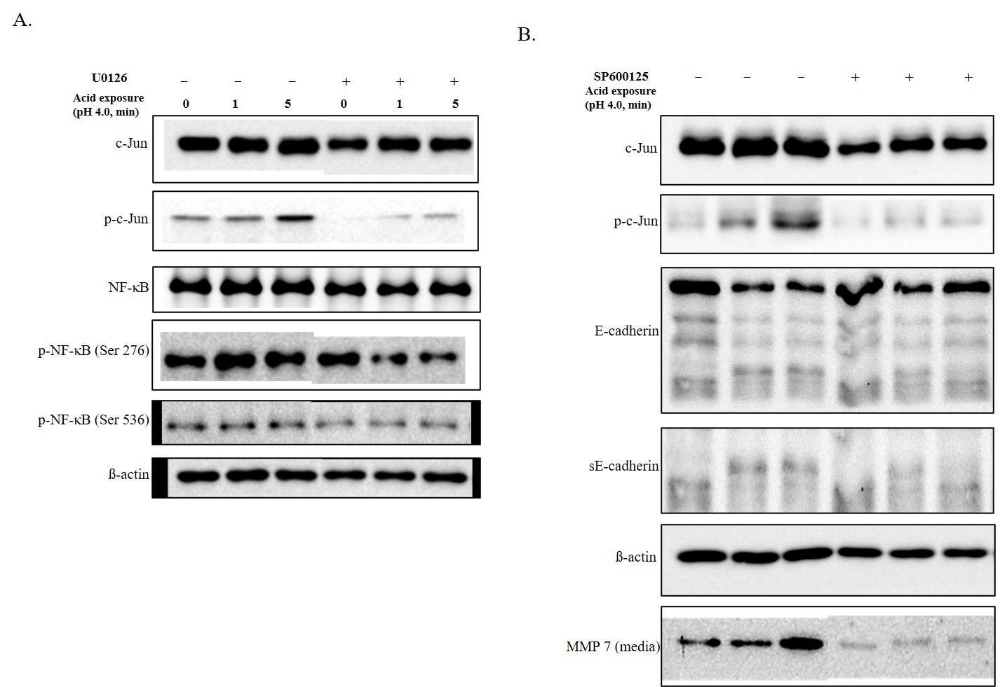 A.
U0126 – – – + + +
Acid exposure
(pH 4.0, min) 0 1 5 0 1 5
c-Jun
p-c-Jun
NF-κB
p-NF-κB (Ser 276)
p-NF-κB (Ser 536)
ß-actin
B.
SP600125 – – – + + +
Acid exposure
(pH 4.0, min)
c-Jun
p-c-Jun
E-cadherin
sE-cadherin
ß-actin
MMP 7 (media)